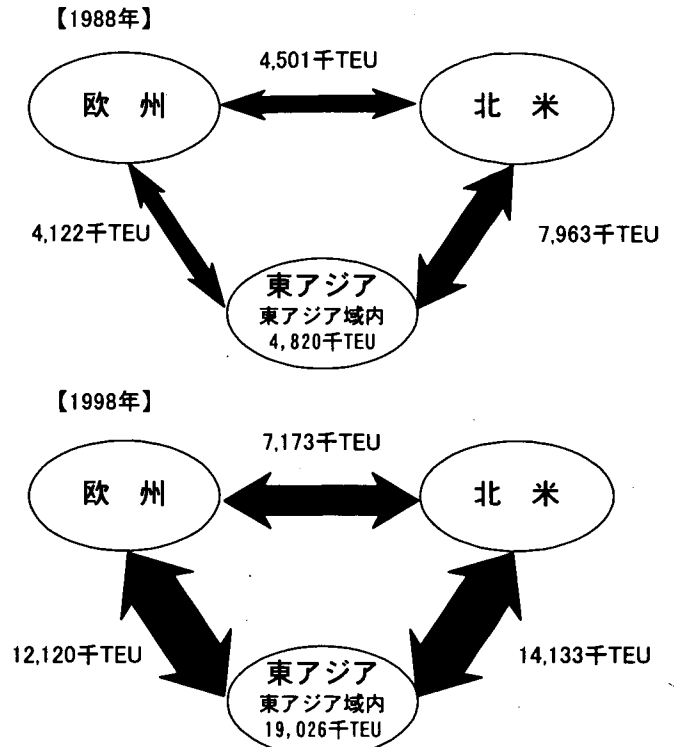 【1988年】
4,501千TEU
欧 州
北 米
4,122千TEU
7,963千TEU
東アジア
東アジア域内
4,820千TEU
【1998年】
7,173千TEU
欧 州
北 米
12,120千TEU
14,133千TEU
東アジア
東アジア域内
19,026千TEU